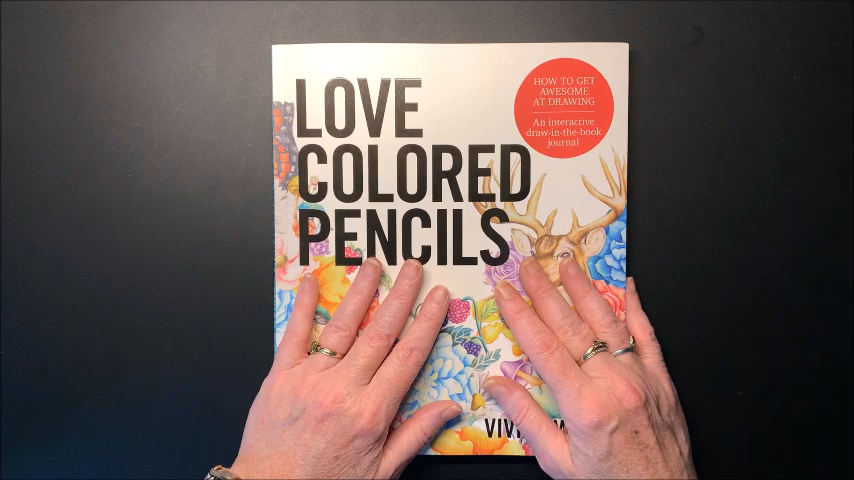 LOVE
COLORED
PENCILS
HOW TO GET
AWESOME
AT DRAWING
An interactive
draw-in-the-book
journal